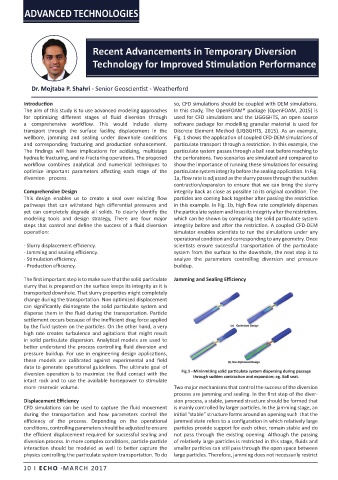 ADVANCED TECHNOLOGIES
Recent Advancements in Temporary Diversion
Technology for Improved Stimulation Performance
Dr. Mojtaba P. Shahri - Senior Geoscientist - Weatherford
Introduction
The aim of this study is to use advanced modeling approaches
for optimizing different stages of fluid diversion through
a comprehensive workflow. This would include slurry
transport through the surface facility, displacement in the
wellbore, jamming and sealing under downhole conditions
and corresponding fracturing and production enhancement.
The findings will have implications for acidizing, multistage
hydraulic fracturing, and re-fracturing operations. The proposed
workflow combines analytical and numerical techniques to
optimize important parameters affecting each stage of the
diversion process.
Comprehensive Design
This design enables us to create a seal over existing flow
pathways that can withstand high differential pressures and
yet can completely degrade all solids. To clearly identify the
modeling tools and design strategy, There are four major
steps that control and define the success of a fluid diversion
operation:
- Slurry displacement efficiency.
- Jamming and sealing efficiency.
- Stimulation efficiency.
- Production efficiency.
The first important step is to make sure that the solid particulate
slurry that is pumped on the surface keeps its integrity as it is
transported downhole. That slurry properties might completely
change during the transportation. Non optimized displacement
can significantly disintegrate the solid particulate system and
disperse them in the fluid during the transportation. Particle
settlement occurs because of the inefficient drag force applied
by the fluid system on the particles. On the other hand, a very
high rate creates turbulence and agitations that might result
in solid particulate dispersion. Analytical models are used to
better understand the process controlling fluid diversion and
pressure buildup. For use in engineering design applications,
these models are calibrated against experimental and field
data to generate operational guidelines. The ultimate goal of
diversion operation is to maximize the fluid contact with the
intact rock and to use the available horsepower to stimulate
more reservoir volume.
Displacement Efficiency
CFD simulations can be used to capture the fluid movement
during the transportation and how parameters control the
efficiency of the process. Depending on the operational
conditions, controlling parameters should be adjusted to ensure
the efficient displacement required for successful sealing and
diversion process. In more complex conditions, particle-particle
interaction should be modeled as well to better capture the
physics controlling the particulate system transportation. To do
so, CFD simulations should be coupled with DEM simulations.
In this study, The OpenFOAM® package (OpenFOAM, 2015) is
used for CFD simulations and the LIGGGHTS, an open source
software package for modelling granular material is used for
Discrete Element Method (LIGGGHTS, 2015). As an example,
Fig. 1 shows the application of coupled CFD-DEM simulations of
particulate transport through a restriction. In this example, the
particulate system passes through a ball seat before reaching to
the perforations. Two scenarios are simulated and compared to
show the importance of running these simulations for ensuring
particulate system integrity before the sealing application. In Fig.
1a, flow rate is adjusted as the slurry passes through the sudden
contraction/expansion to ensure that we can bring the slurry
integrity back as close as possible to its original condition. The
particles are coming back together after passing the restriction
in this example. In Fig. 1b, high flow rate completely disperses
the particulate system and loses its integrity after the restriction,
which can be shown by comparing the solid particulate system
integrity before and after the restriction. A coupled CFD-DEM
simulator enables scientists to run the simulations under any
operational condition and corresponding to any geometry. Once
scientists ensure successful transportation of the particulate
system from the surface to the downhole, the next step is to
analyze the parameters controlling diversion and pressure
buildup.
Jamming and Sealing Efficiency
(a) Optimized Design
(b) Non-Optimized Design
Fig.1 - Minimizing solid particulate system dispersing during passage
through sudden contraction and expansion; eg. ball seat.
Two major mechanisms that control the success of the diversion
process are jamming and sealing. In the first step of the diver-
sion process, a stable, jammed structure should be formed that
is mainly controlled by larger particles. In the jamming stage, an
initial "stable" structure forms around an opening such that the
jammed state refers to a configuration in which relatively large
particles provide support for each other, remain stable and do
not pass through the existing opening. Although the passing
of relatively large particles is restricted in this stage, fluids and
smaller particles can still pass through the open space between
large particles. Therefore, jamming does not necessarily restrict
10 I ECHO -MARCH 2017